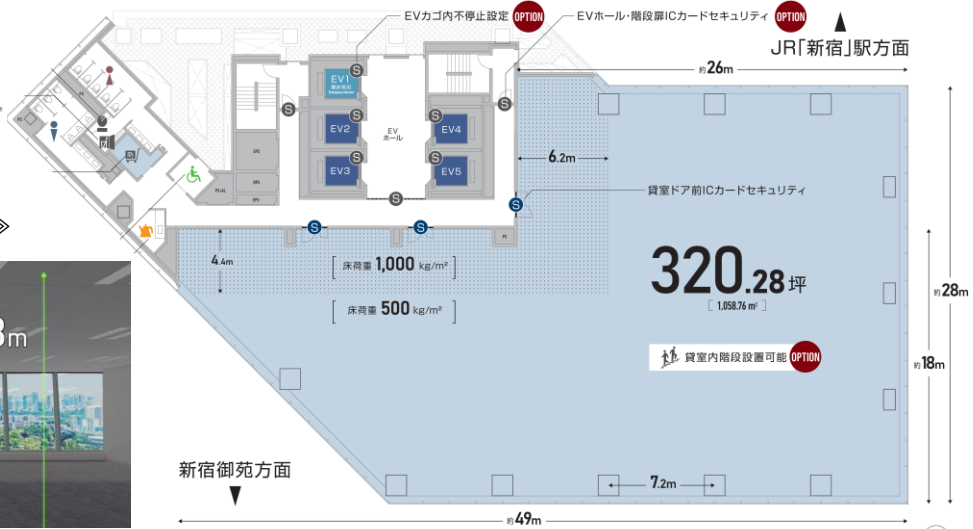 EVカゴ内不停止設定 OPTION
EVホール・階段扉ICカードセキュリティ OPTION
JR「新宿」駅方面
約26m
EV1
EV2
EV3
EV
ホール
EV4
EV5
S
S
S
S
S
S
S
S
S
S
S
6.2m
貸室ドア前ICカードセキュリティ
4.4m
[ 床荷重 1,000 kg/m² ]
[ 床荷重 500 kg/m² ]
320.28坪
[ 1,058.76 m² ]
貸室内階段設置可能 OPTION
約28m
約18m
m
新宿御苑方面
7.2m
約49m